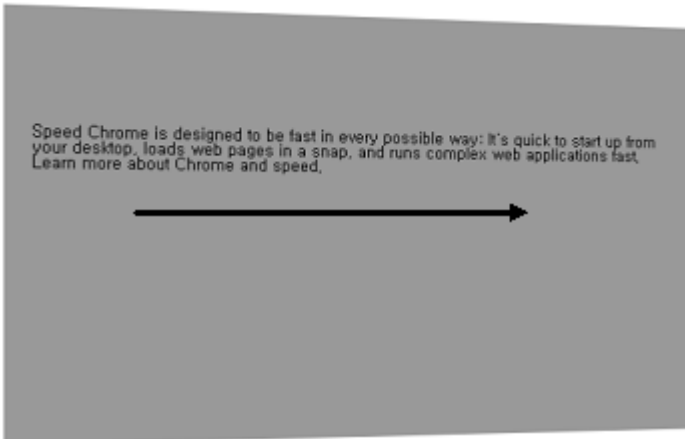 Speed Chrome is designed to be fast in every possible way: It's quick to start up from
your desktop, loads web pages in a snap, and runs complex web applications fast.
Learn more about Chrome and speed.